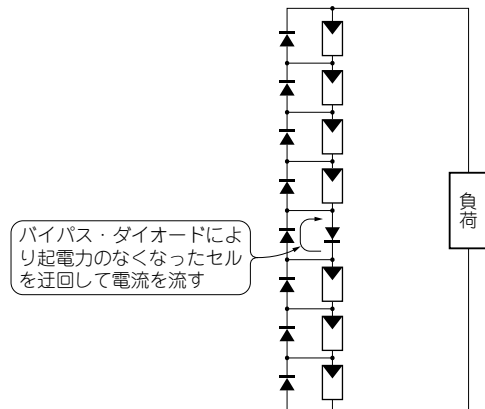 バイパス・ダイオードによ
り起電力のなくなったセル
を迂回して電流を流す
負荷